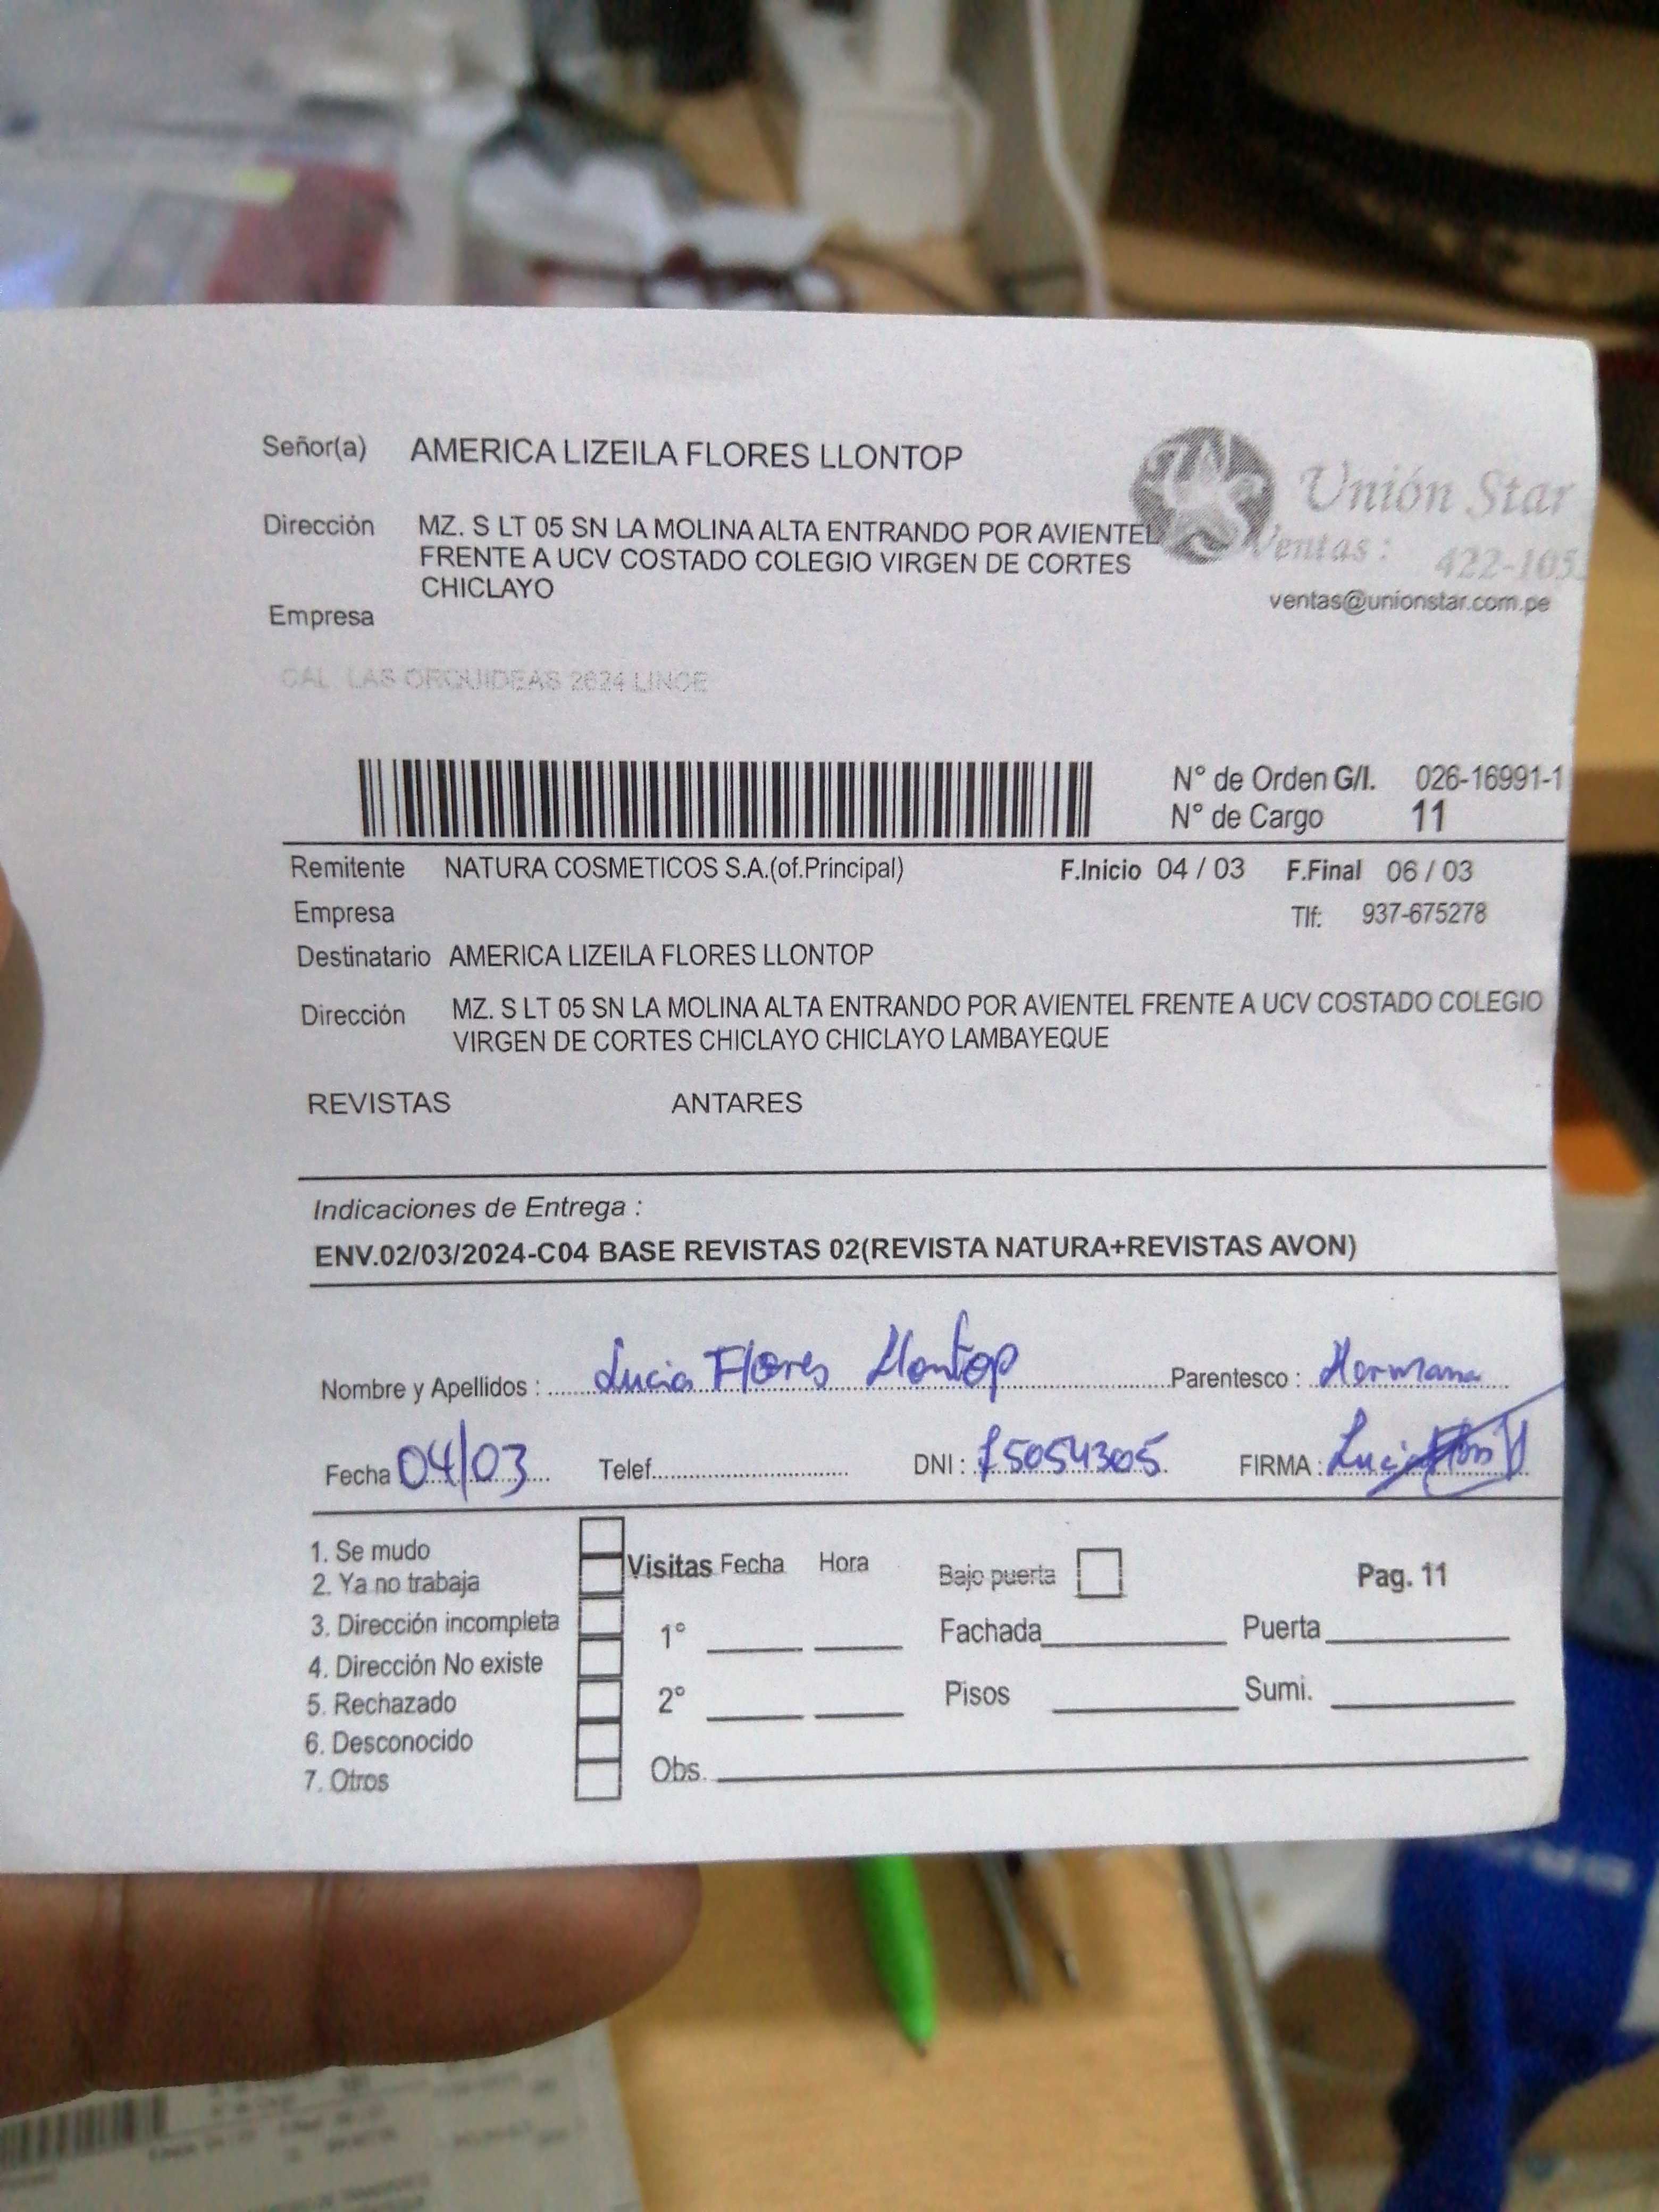 Señor(a) AMERICA LIZEILA FLORES LLONTOP
Unión Star
Dirección MZ. S LT 05 SN LA MOLINA ALTA ENTRANDO POR AVIENTEL
FRENTE A UCV COSTADO COLEGIO VIRGEN DE CORTES
CHICLAYO
Ventas: 422-105
ventas@unionstar.com.pe
Empresa
CAL LAS ORQUIDEAS 2624 LINCE
N° de Orden G/I. 026-16991-1
N° de Cargo 11
Remitente NATURA COSMETICOS S.A.(of.Principal) F.Inicio 04 / 03 F.Final 06 / 03
Empresa Tlf: 937-675278
Destinatario AMERICA LIZEILA FLORES LLONTOP
Dirección MZ. S LT 05 SN LA MOLINA ALTA ENTRANDO POR AVIENTEL FRENTE A UCV COSTADO COLEGIO
VIRGEN DE CORTES CHICLAYO CHICLAYO LAMBAYEQUE
REVISTAS ANTARES
Indicaciones de Entrega :
ENV.02/03/2024-C04 BASE REVISTAS 02(REVISTA NATURA+REVISTAS AVON)
Nombre y Apellidos : Lucia Flores Llontop Parentesco : Hermana
Fecha 04/03 Telef. DNI : FIRMA :
1. Se mudo
2. Ya no trabaja
3. Dirección incompleta
4. Dirección No existe
5. Rechazado
6. Desconocido
7. Otros
Visitas Fecha Hora Bajo puerta Pag. 11
1° Fachada Puerta
2° Pisos Sumi.
Obs.